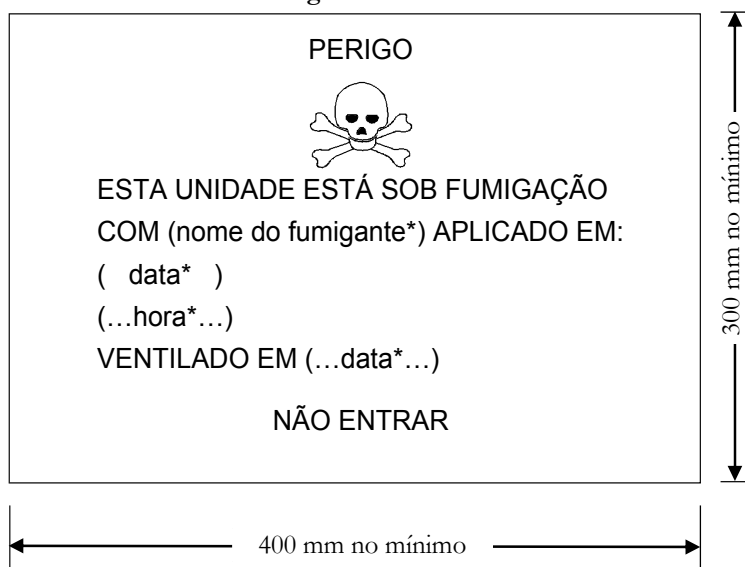 PERIGO
ESTA UNIDADE ESTÁ SOB FUMIGAÇÃO
COM (nome do fumigante*) APLICADO EM:
( data* )
(…hora*…)
VENTILADO EM (…data*…)
NÃO ENTRAR
300 mm no mínimo
400 mm no mínimo